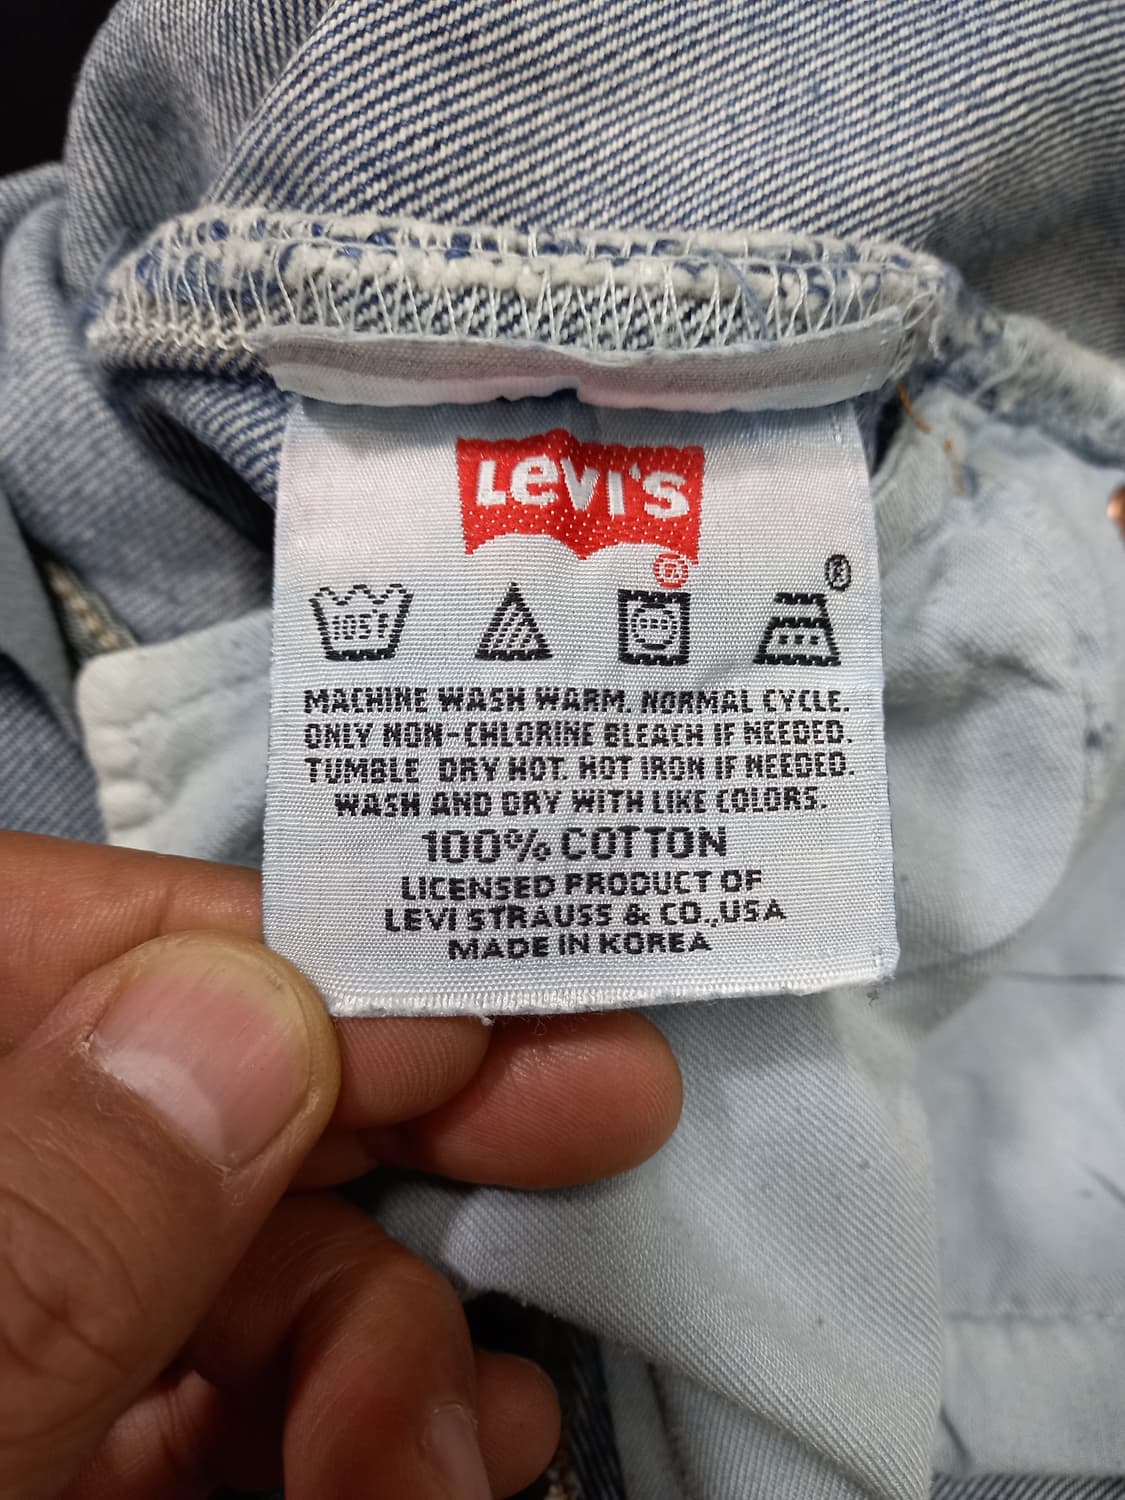 Levi's
®
®
105F
MACHINE WASH WARM. NORMAL CYCLE.
ONLY NON-CHLORINE BLEACH IF NEEDED.
TUMBLE DRY HOT. HOT IRON IF NEEDED.
WASH AND DRY WITH LIKE COLORS.
100% COTTON
LICENSED PRODUCT OF
LEVI STRAUSS & CO.,USA
MADE IN KOREA